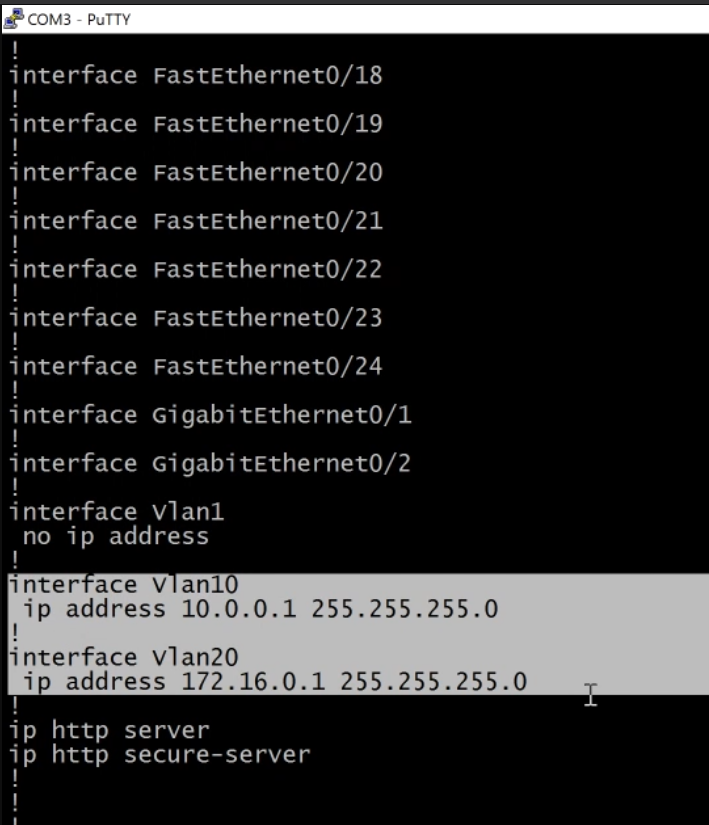 COM3 - PuTTY
!
interface FastEthernet0/18
!
interface FastEthernet0/19
!
interface FastEthernet0/20
!
interface FastEthernet0/21
!
interface FastEthernet0/22
!
interface FastEthernet0/23
!
interface FastEthernet0/24
!
interface GigabitEthernet0/1
!
interface GigabitEthernet0/2
!
interface Vlan1
 no ip address
!
interface Vlan10
 ip address 10.0.0.1 255.255.255.0
!
interface Vlan20
 ip address 172.16.0.1 255.255.255.0
!
ip http server
ip http secure-server
!
!
!